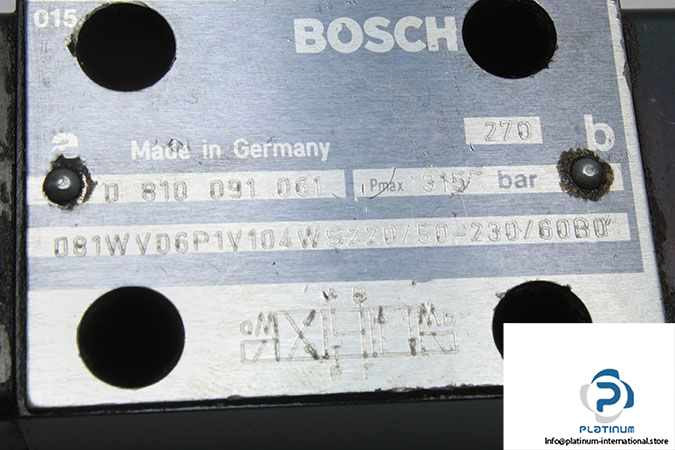 015
BOSCH
270
a b
Made in Germany
0 810 091 061 Pmax 315 bar
081WV06P1V104WS220/50-230/60B0
A B
a b
P T
PLATINUM
Info@platinum-international.store